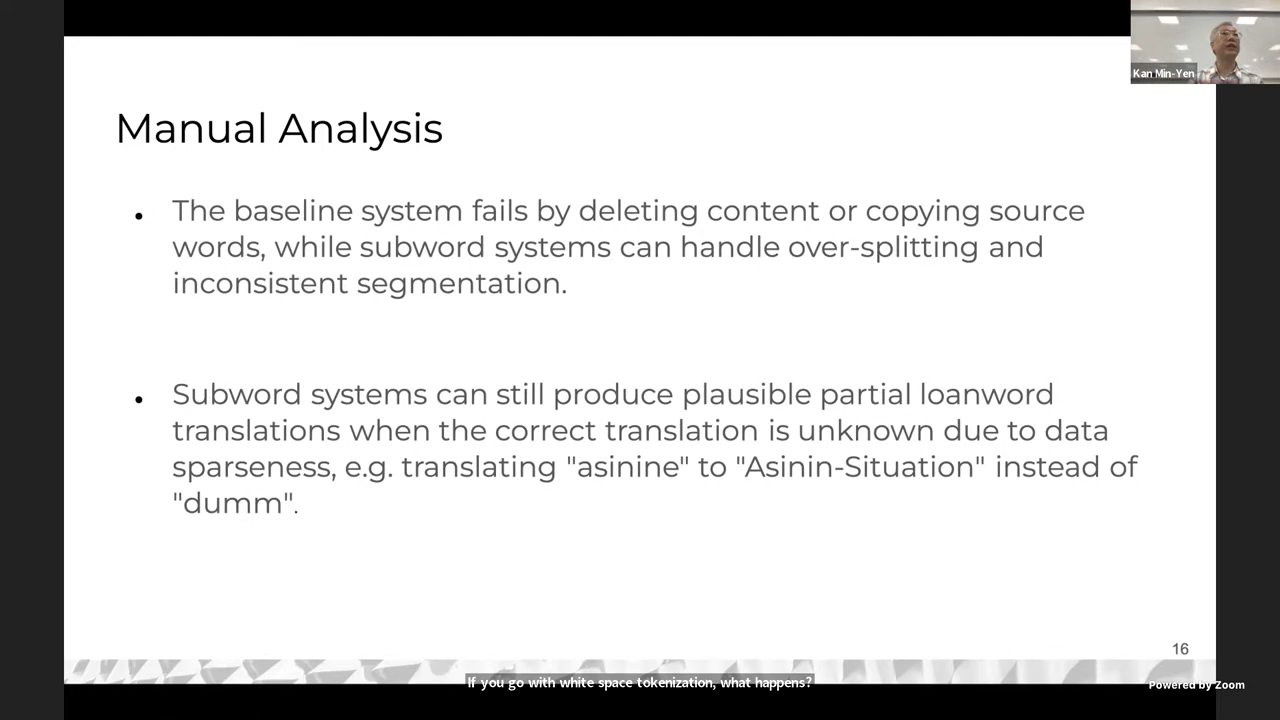 Kan Min-Yen
Manual Analysis
• The baseline system fails by deleting content or copying source
words, while subword systems can handle over-splitting and
inconsistent segmentation.
• Subword systems can still produce plausible partial loanword
translations when the correct translation is unknown due to data
sparseness, e.g. translating "asinine" to "Asinin-Situation" instead of
"dumm".
16
If you go with white space tokenization, what happens?
Powered by Zoom